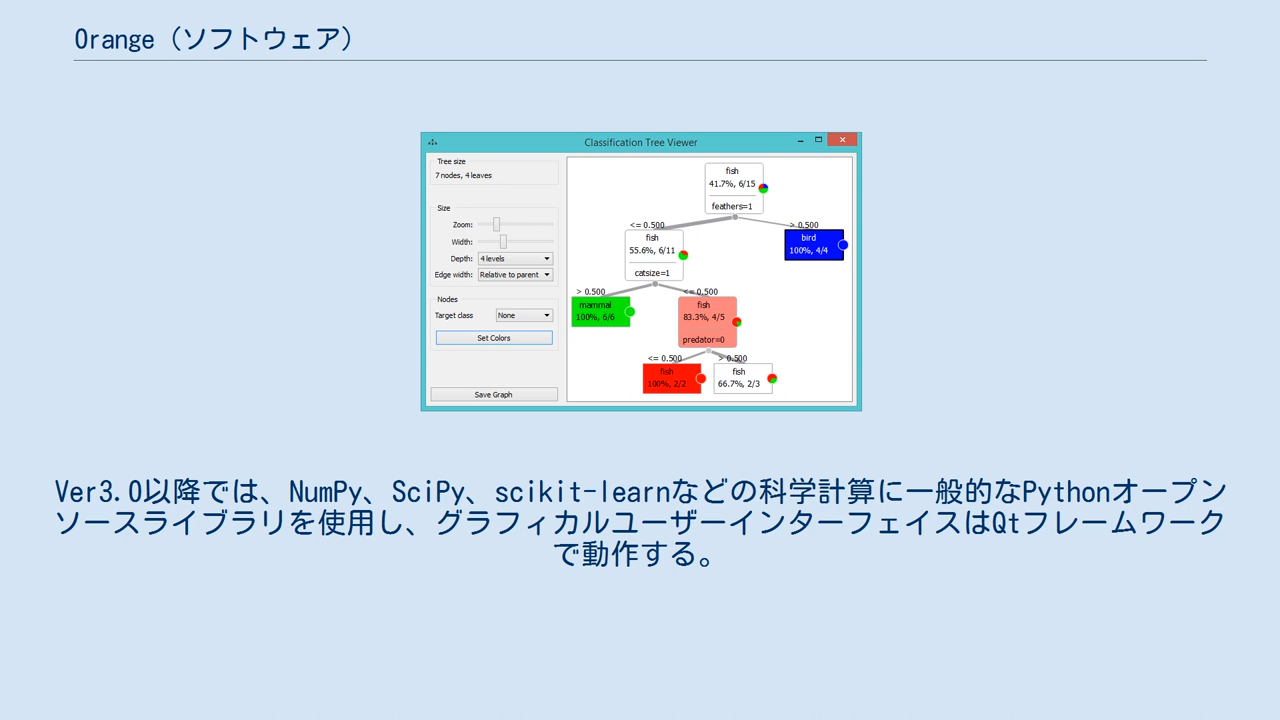 Orange（ソフトウェア）
Classification Tree Viewer
Tree size
7 nodes, 4 leaves
Size
Zoom:
Width:
Depth: 4 levels
Edge width: Relative to parent
Nodes
Target class None
Set Colors
Save Graph
fish
41.7%, 6/15
feathers=1
<= 0.500
> 0.500
fish
55.6%, 6/11
catsize=1
bird
100%, 4/4
> 0.500
<= 0.500
mammal
100%, 6/6
fish
83.3%, 4/5
predator=0
<= 0.500
> 0.500
fish
100%, 2/2
fish
66.7%, 2/3
Ver3.0以降では、NumPy、SciPy、scikit-learnなどの科学計算に一般的なPythonオープン
ソースライブラリを使用し、グラフィカルユーザーインターフェイスはQtフレームワーク
で動作する。